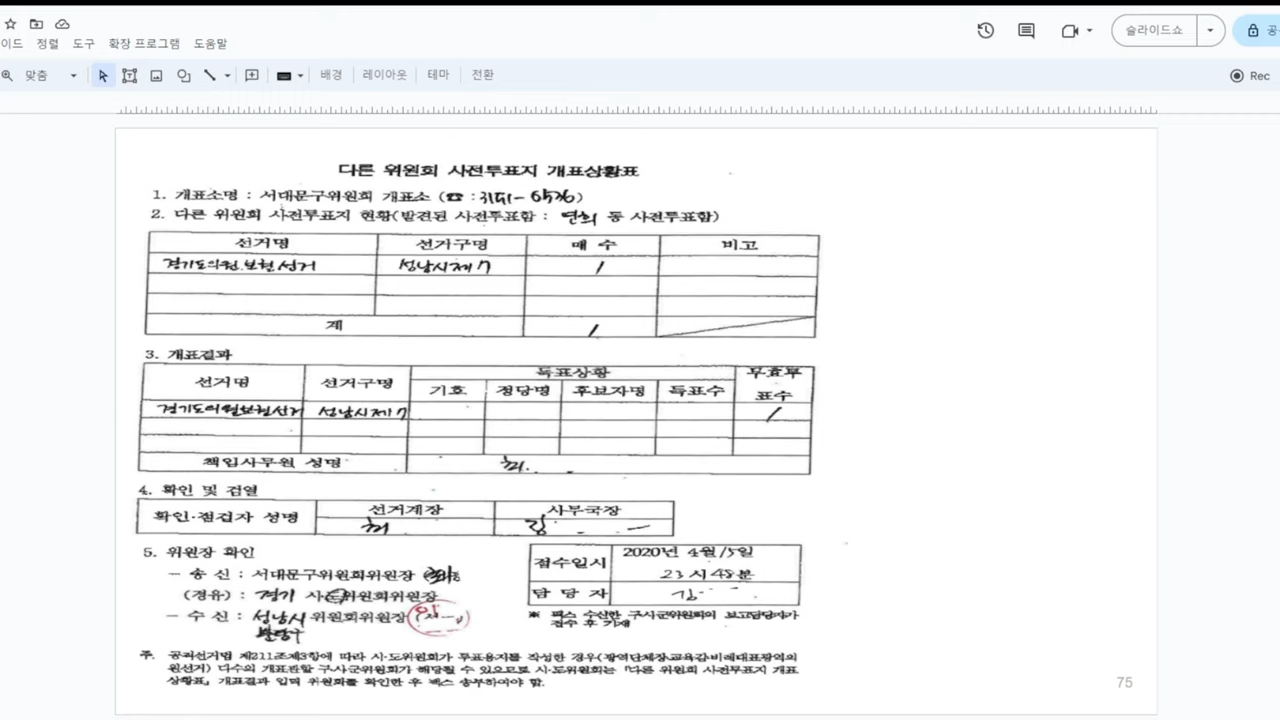 슬라이드쇼
이드 정렬 도구 확장 프로그램 도움말
맞춤 배경 레이아웃 테마 전환 Rec
다른 위원회 사전투표지 개표상황표
1. 개표소명 : 서대문구위원회 개표소 (☎ : 3151-6576)
2. 다른 위원회 사전투표지 현황(발견된 사전투표함 : 연희 동 사전투표함)
선거명 선거구명 매 수 비고
경기도의원보현선거 성남시제7 1
계 1
3. 개표결과
선거명 선거구명 득표상황 무효투표수
기호 정당명 후보자명 득표수
경기도의원보현선거 성남시제7 1
책임사무원 성명 허
4. 확인 및 검열
확인·점검자 성명 선거계장 사무국장
허 김
5. 위원장 확인
접수일시 2020년 4월 15일
23시 48분
담 당 자 김
- 송 신 : 서대문구위원회위원장
(경유) : 경기 시·도위원회위원장
- 수 신 : 성남시 위원회위원장
분당구
※ 팩스 수신한 구·시·군위원회의 보고담당자가
접수 후 기재
주. 공직선거법 제211조제3항에 따라 시·도위원회가 투표용지를 작성한 경우(광역단체장·교육감·비례대표광역의
원선거) 다수의 개표관할 구·시·군위원회가 해당될 수 있으므로 시·도위원회는 「다른 위원회 사전투표지 개표
상황표」 개표결과 입력 위원회를 확인한 후 팩스 송부하여야 함.
75